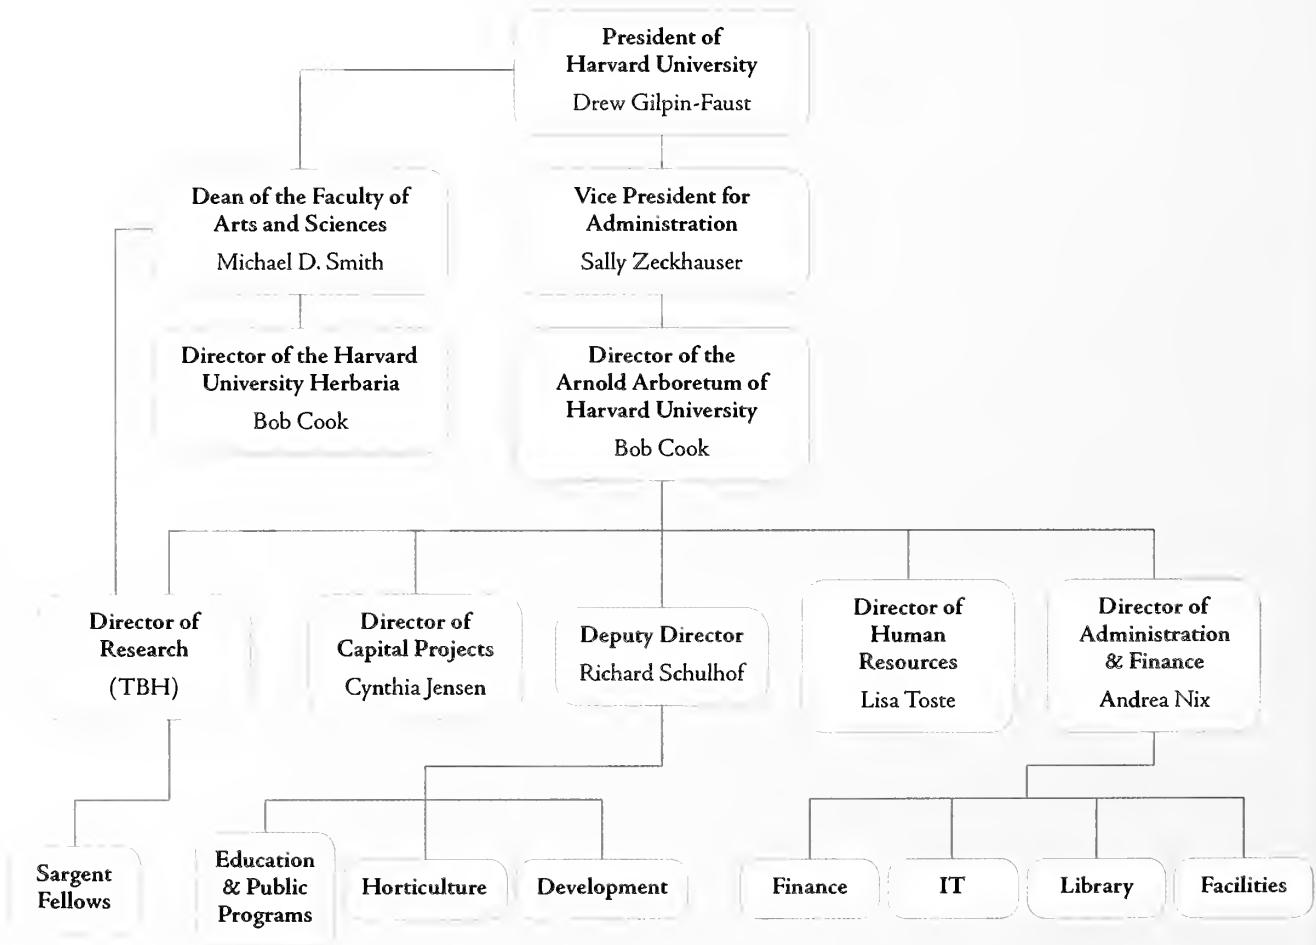 President of
Harvard University
Drew Gilpin-Faust
Dean of the Faculty of
Arts and Sciences
Michael D. Smith
Vice President for
Administration
Sally Zeckhauser
Director of the Harvard
University Herbaria
Bob Cook
Director of the
Arnold Arboretum of
Harvard University
Bob Cook
Director of
Research
(TBH)
Director of
Capital Projects
Cynthia Jensen
Deputy Director
Richard Schulhof
Director of
Human
Resources
Lisa Toste
Director of
Administration
& Finance
Andrea Nix
Sargent
Fellows
Education
& Public
Programs
Horticulture
Development
Finance
IT
Library
Facilities